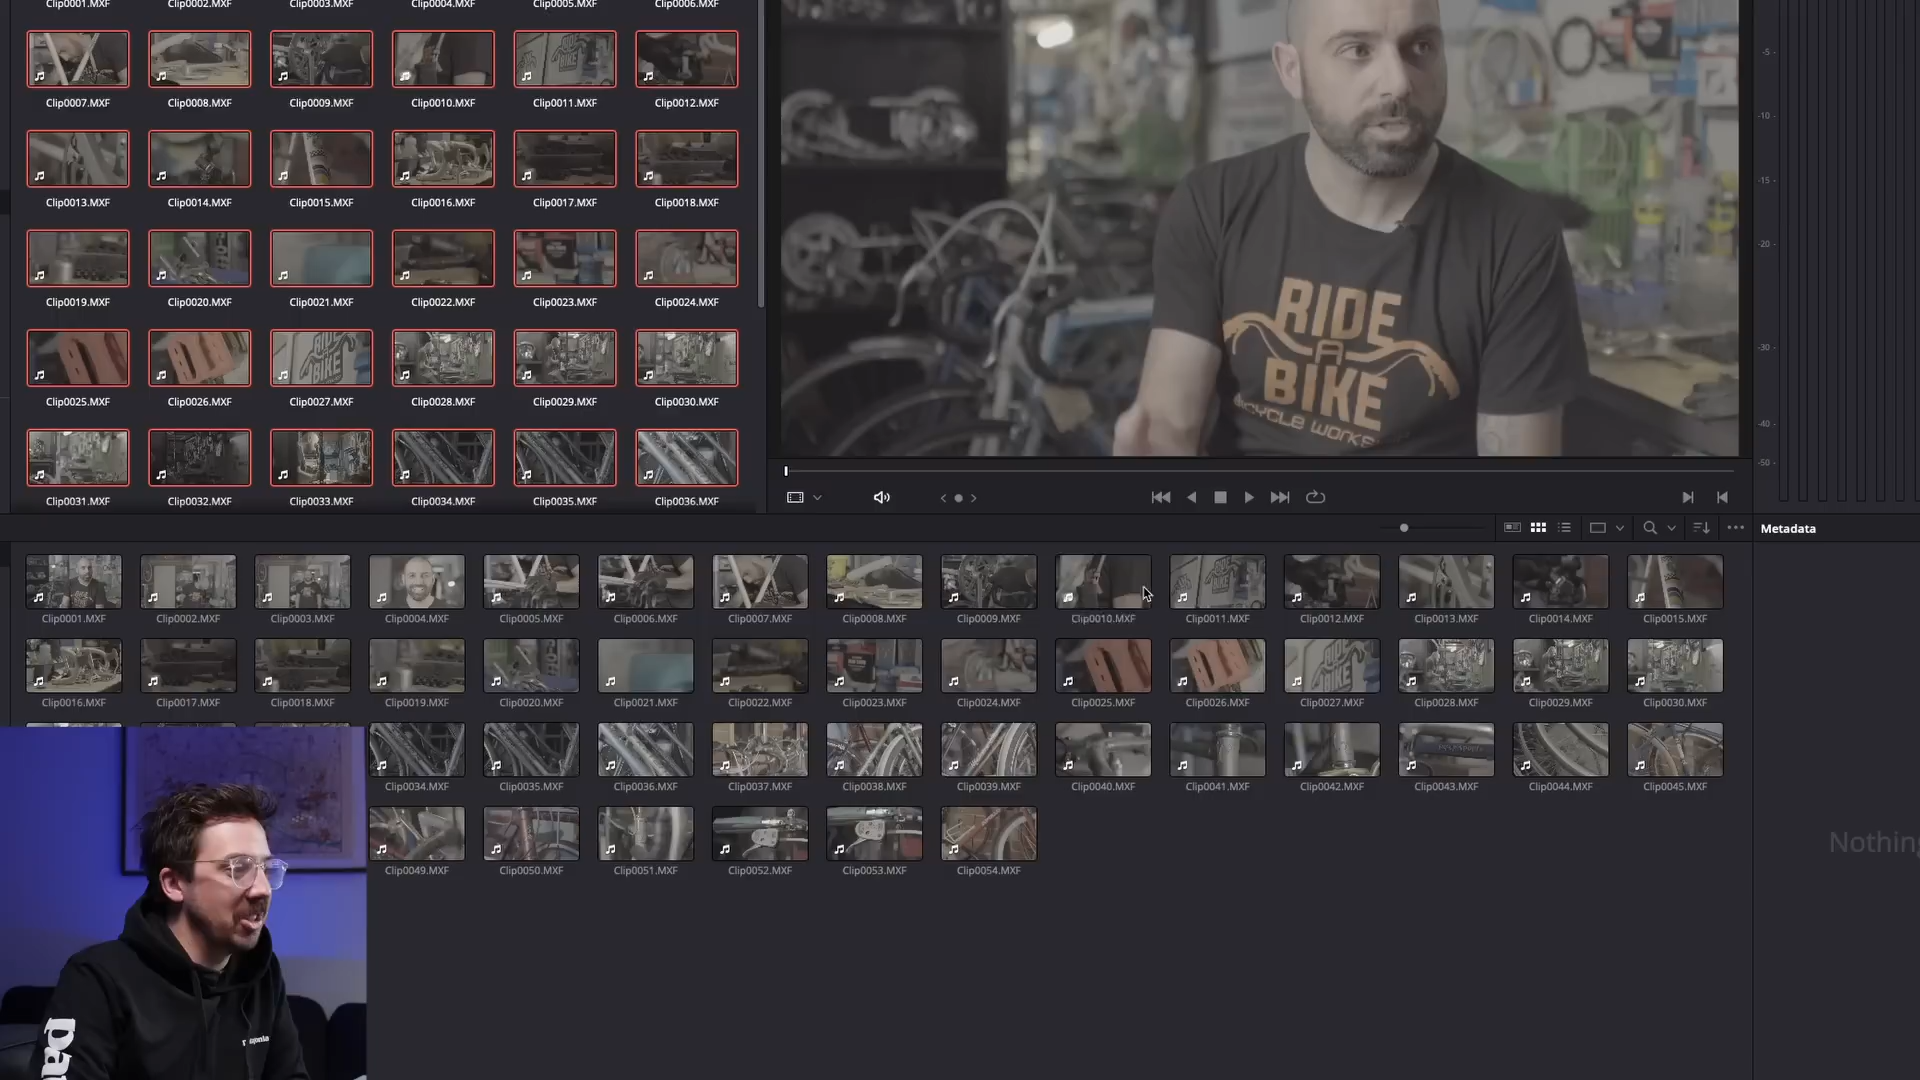 Clip0001.MXF Clip0002.MXF Clip0003.MXF Clip0004.MXF Clip0005.MXF Clip0006.MXF
Clip0007.MXF Clip0008.MXF Clip0009.MXF Clip0010.MXF Clip0011.MXF Clip0012.MXF
Clip0013.MXF Clip0014.MXF Clip0015.MXF Clip0016.MXF Clip0017.MXF Clip0018.MXF
Clip0019.MXF Clip0020.MXF Clip0021.MXF Clip0022.MXF Clip0023.MXF Clip0024.MXF
Clip0025.MXF Clip0026.MXF Clip0027.MXF Clip0028.MXF Clip0029.MXF Clip0030.MXF
Clip0031.MXF Clip0032.MXF Clip0033.MXF Clip0034.MXF Clip0035.MXF Clip0036.MXF
RIDE
A
BIKE
-5
-10
-15
-20
-30
-40
-50
Metadata
Clip0001.MXF Clip0002.MXF Clip0003.MXF Clip0004.MXF Clip0005.MXF Clip0006.MXF Clip0007.MXF Clip0008.MXF Clip0009.MXF Clip0010.MXF Clip0011.MXF Clip0012.MXF Clip0013.MXF Clip0014.MXF Clip0015.MXF
Clip0016.MXF Clip0017.MXF Clip0018.MXF Clip0019.MXF Clip0020.MXF Clip0021.MXF Clip0022.MXF Clip0023.MXF Clip0024.MXF Clip0025.MXF Clip0026.MXF Clip0027.MXF Clip0028.MXF Clip0029.MXF Clip0030.MXF
Clip0034.MXF Clip0035.MXF Clip0036.MXF Clip0037.MXF Clip0038.MXF Clip0039.MXF Clip0040.MXF Clip0041.MXF Clip0042.MXF Clip0043.MXF Clip0044.MXF Clip0045.MXF
Clip0049.MXF Clip0050.MXF Clip0051.MXF Clip0052.MXF Clip0053.MXF Clip0054.MXF
Nothin